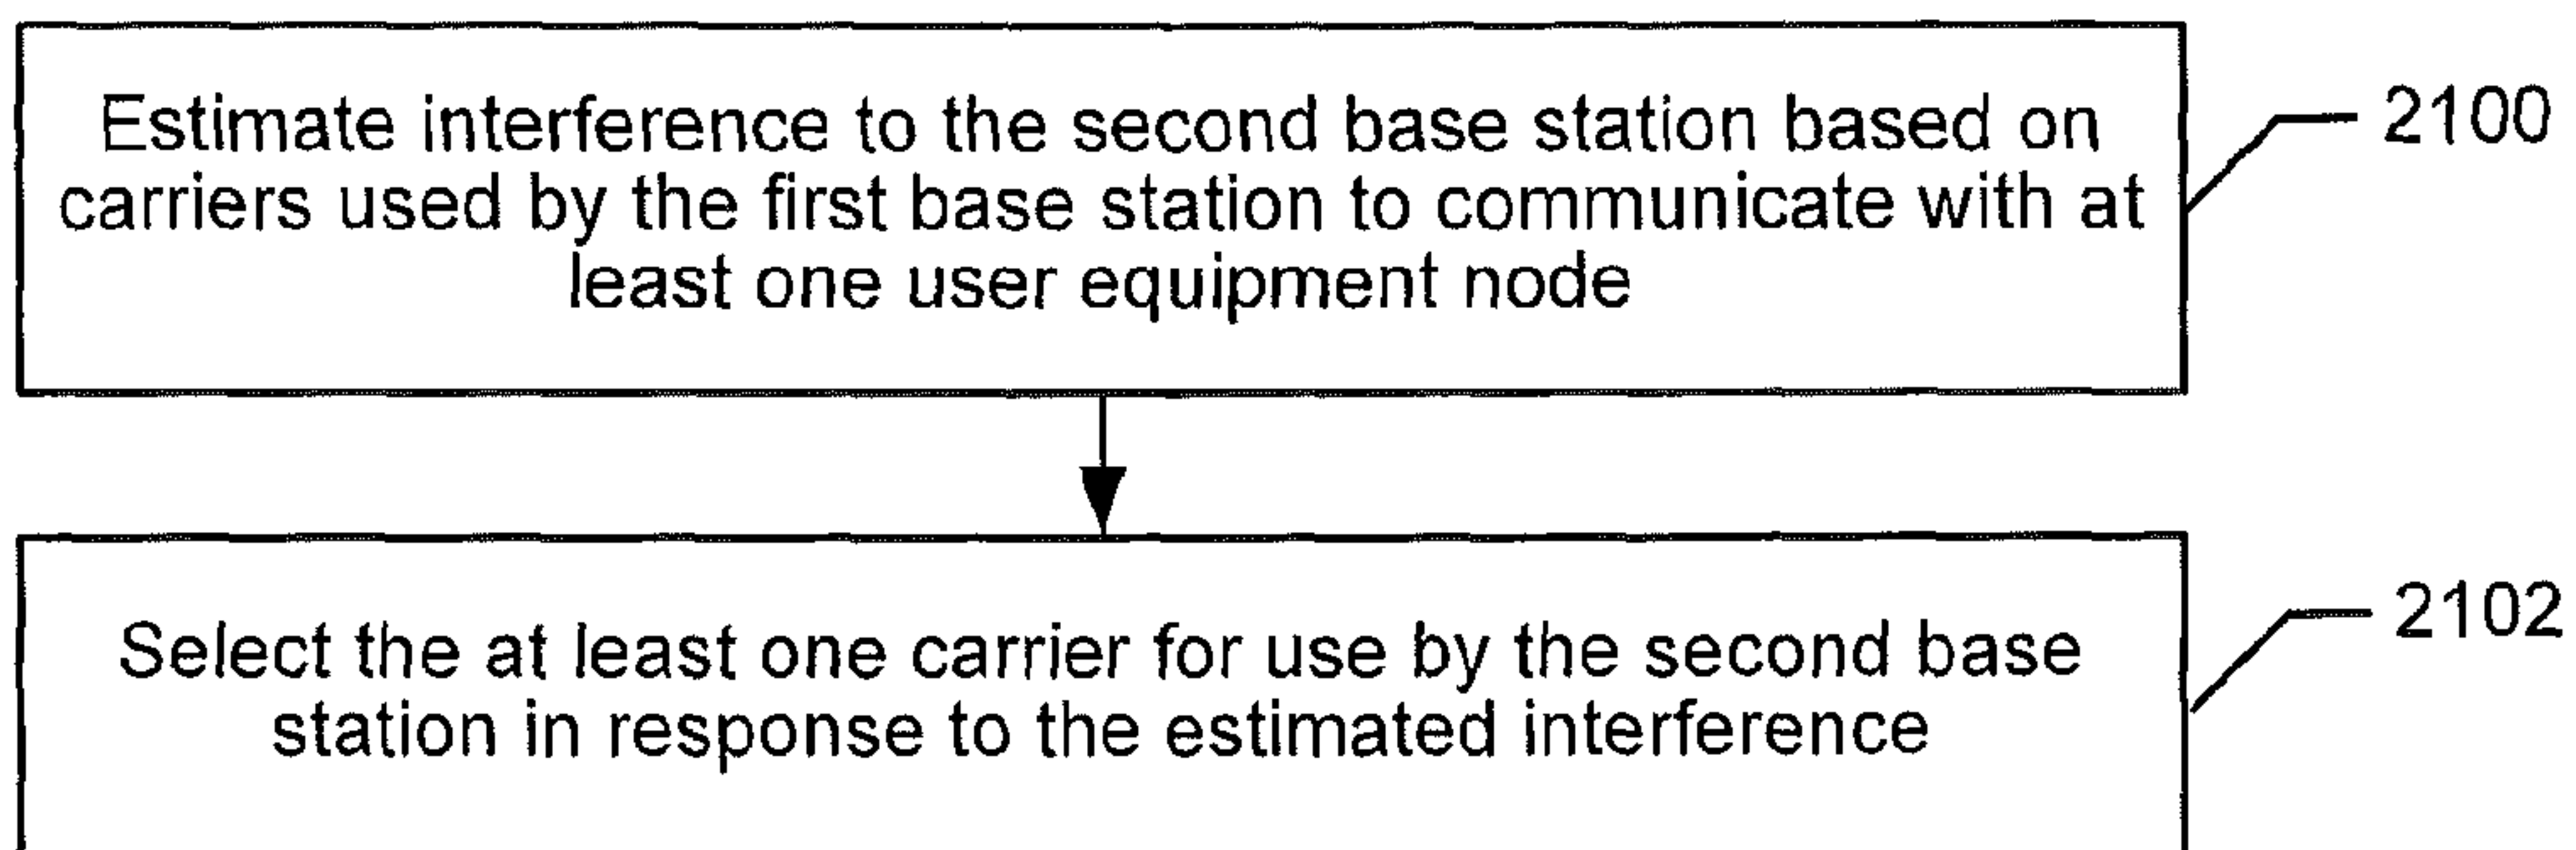 Estimate interference to the second base station based on
carriers used by the first base station to communicate with at
least one user equipment node
2100
Select the at least one carrier for use by the second base
station in response to the estimated interference
2102